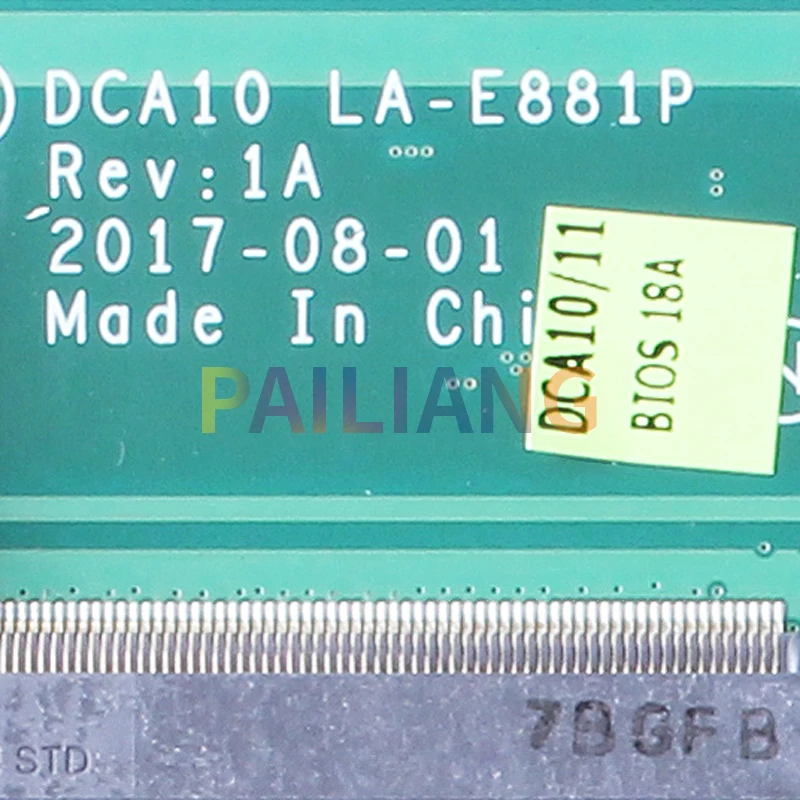 DCA10 LA-E881P
Rev:1A
2017-08-01
Made In Chi
DCA10/11
BIOS 18A
PAILIANG
7BGFB
STD